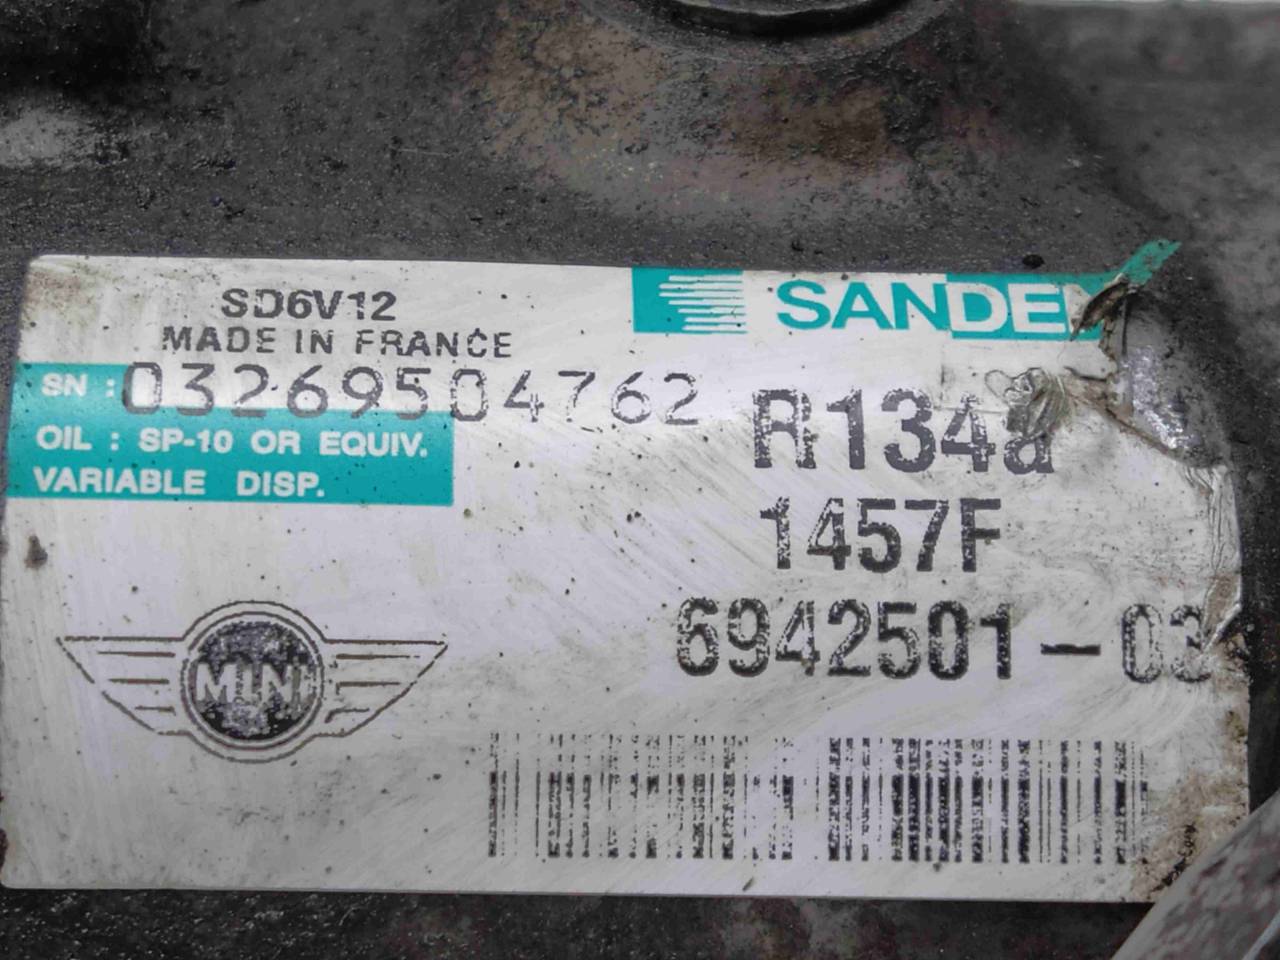 SD6V12
MADE IN FRANCE
SANDEN
SN : 03269504762
R134a
OIL : SP-10 OR EQUIV.
VARIABLE DISP.
1457F
6942501-03
MINI